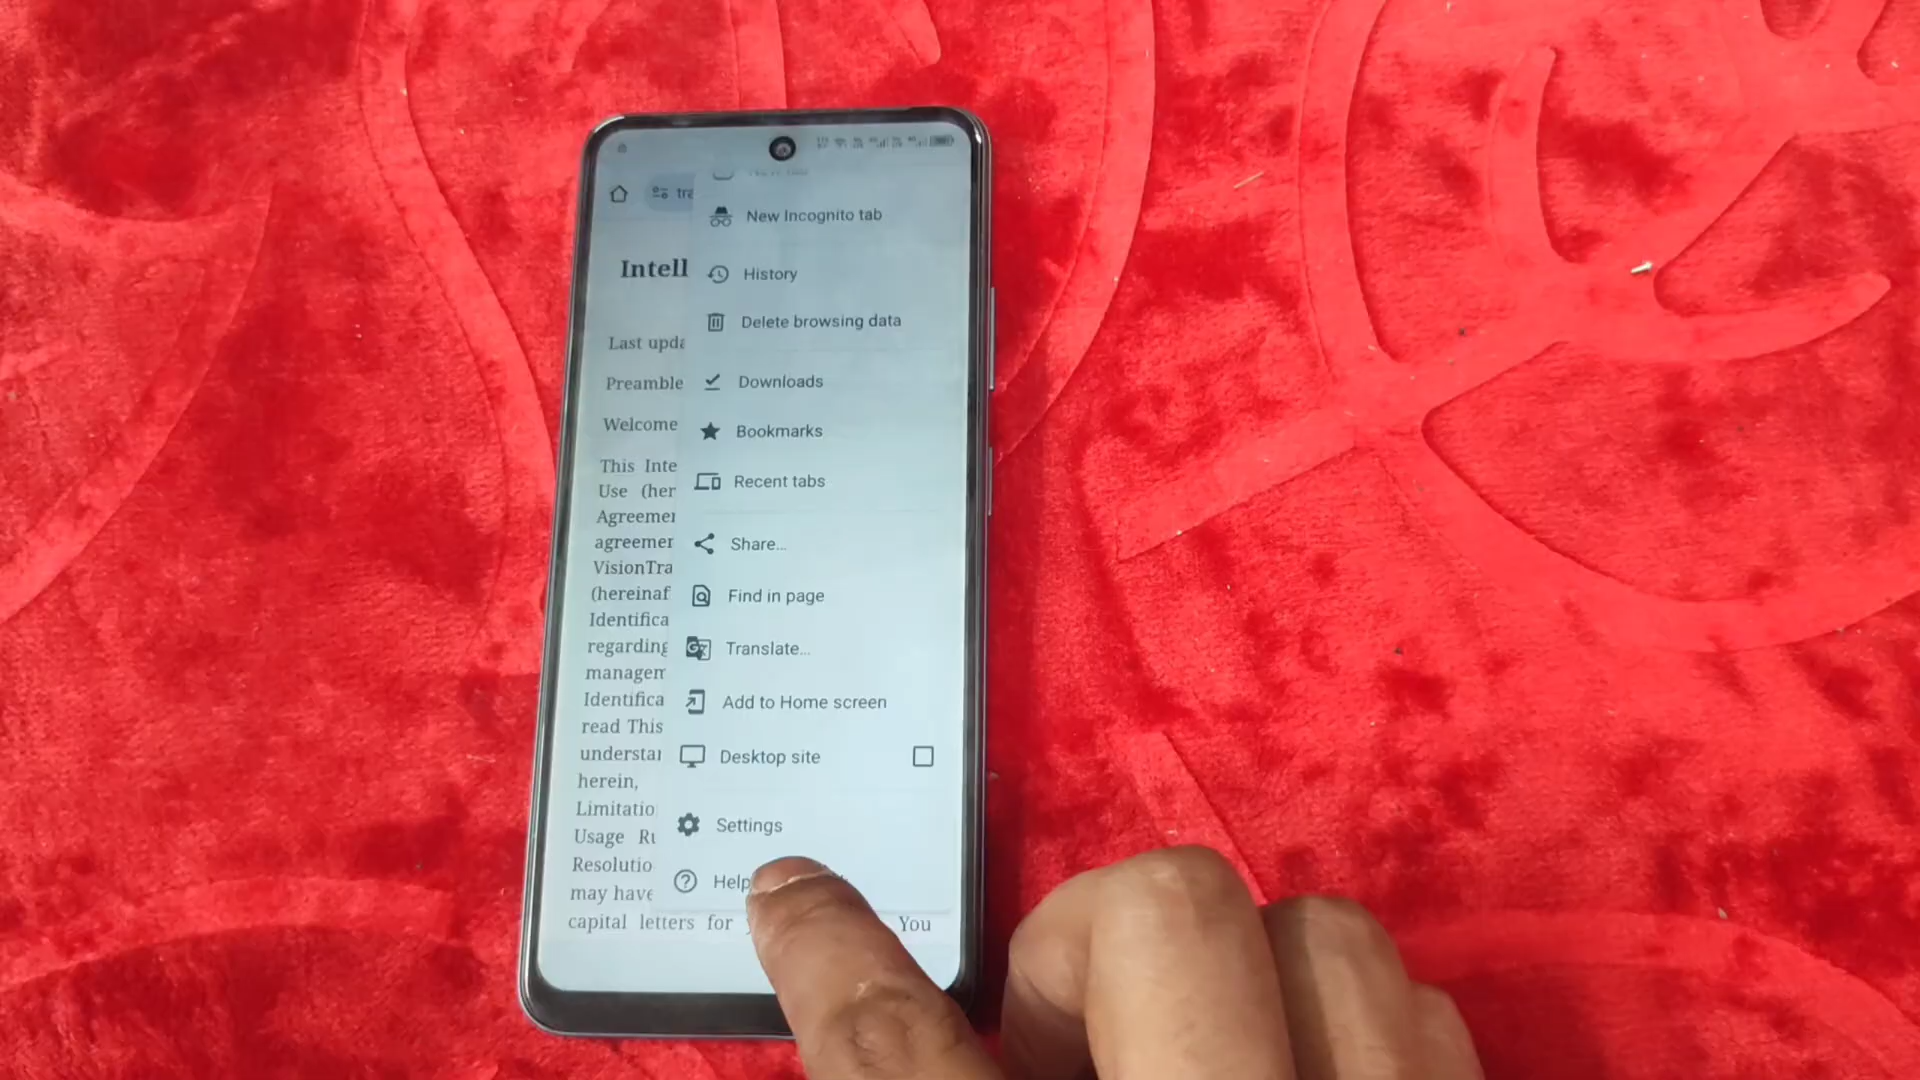 tra
New Incognito tab
Intell
History
Delete browsing data
Last upda
Preamble
Downloads
Welcome
Bookmarks
This Inte
Recent tabs
Use (her
Agreemer
agreemer
Share...
VisionTra
(hereinaf
Find in page
Identifica
regarding
Translate...
managem
Identifica
Add to Home screen
read This
understar
Desktop site
herein,
Limitatio
Settings
Usage Ru
Resolutio
Help
may have
capital letters for You